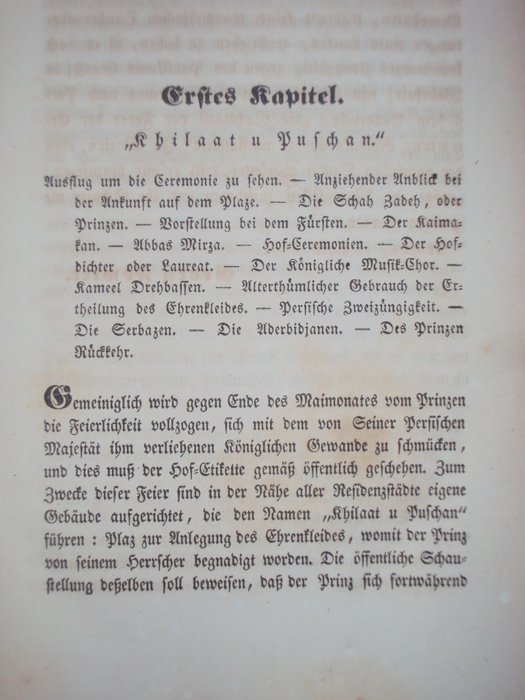 Erstes Kapitel.
„Khilaat u Puschan.“
Ausflug um die Ceremonie zu sehen. — Anziehender Anblick bei
der Ankunft auf dem Plaze. — Die Schah Zadeh, oder
Prinzen. — Vorstellung bei dem Fürsten. — Der Kaima-
kan. — Abbas Mirza. — Hof-Ceremonien. — Der Hof-
dichter oder Laureat. — Der Königliche Musik-Chor. —
Kameel Drehbassen. — Alterthümlicher Gebrauch der Er-
theilung des Ehrenkleides. — Persische Zweizüngigkeit. —
Die Serbazen. — Die Aderbidjanen. — Des Prinzen
Rückkehr.
Gemeiniglich wird gegen Ende des Maimonates vom Prinzen
die Feierlichkeit vollzogen, sich mit dem von Seiner Persischen
Majestät ihm verliehenen Königlichen Gewande zu schmücken,
und dies muß der Hof-Etikette gemäß öffentlich geschehen. Zum
Zwecke dieser Feier sind in der Nähe aller Residenzstädte eigene
Gebäude aufgerichtet, die den Namen „Khilaat u Puschan“
führen: Plaz zur Anlegung des Ehrenkleides, womit der Prinz
von seinem Herrscher begnadigt worden. Die öffentliche Schau-
stellung deßelben soll beweisen, daß der Prinz sich fortwährend